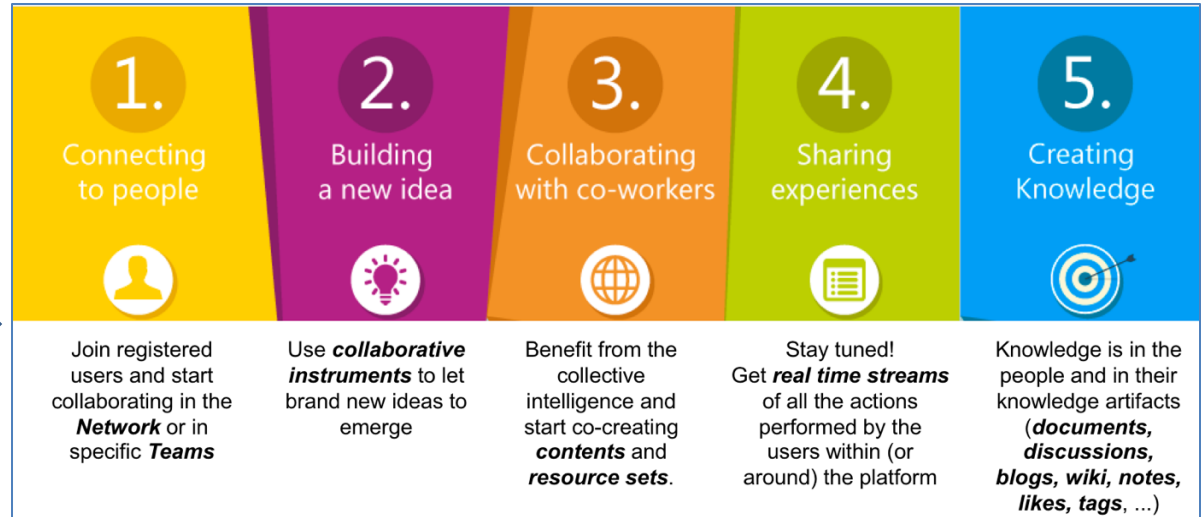 1.
Connecting
to people
Join registered
users and start
collaborating in the
Network or in
specific Teams
2.
Building
a new idea
Use collaborative
instruments to let
brand new ideas to
emerge
3.
Collaborating
with co-workers
Benefit from the
collective
intelligence and
start co-creating
contents and
resource sets.
4.
Sharing
experiences
Stay tuned!
Get real time streams
of all the actions
performed by the
users within (or
around) the platform
5.
Creating
Knowledge
Knowledge is in the
people and in their
knowledge artifacts
(documents,
discussions,
blogs, wiki, notes,
likes, tags, ...)